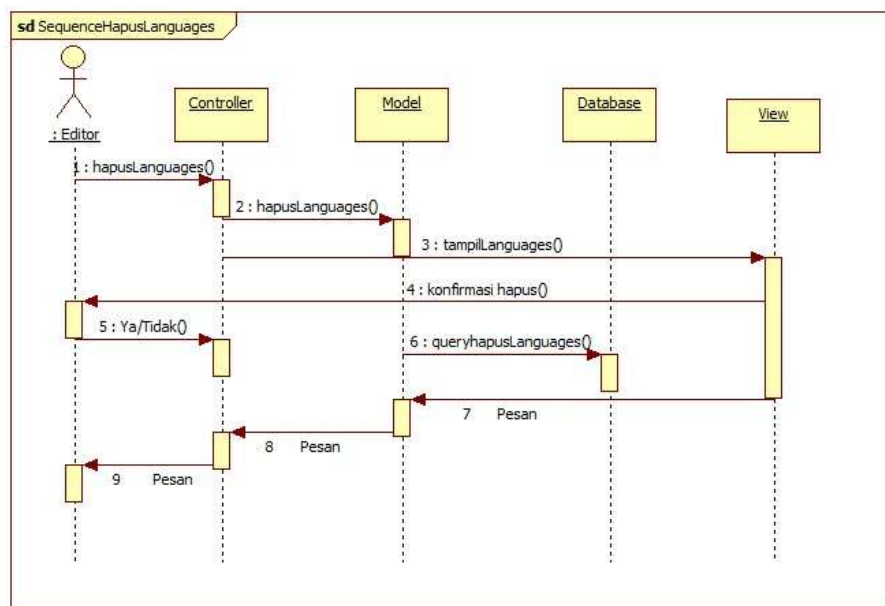 sd SequenceHapusLanguages
: Editor
Controller
Model
Database
View
1 : hapusLanguages()
2 : hapusLanguages()
3 : tampilLanguages()
4 : konfirmasi hapus()
5 : Ya/Tidak()
6 : queryhapusLanguages()
7 Pesan
8 Pesan
9 Pesan